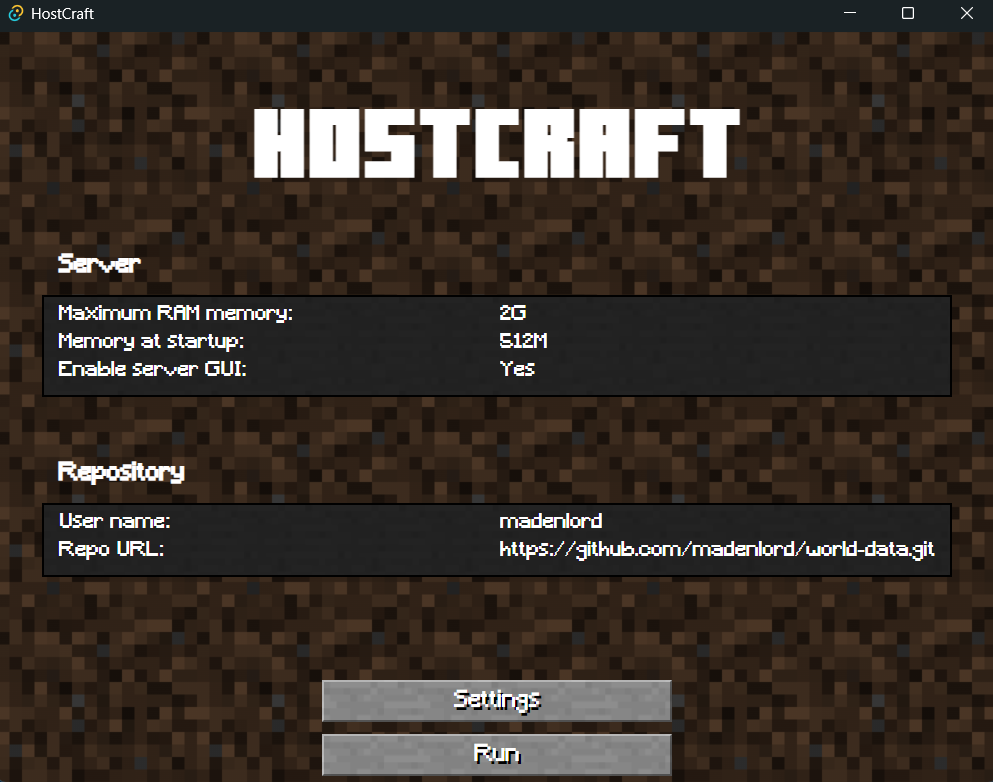 HostCraft
HOSTCRAFT
Server
Maximum RAM memory: 2G
Memory at startup: 512M
Enable server GUI: Yes
Repository
User name: madenlord
Repo URL: https://github.com/madenlord/world-data.git
Settings
Run